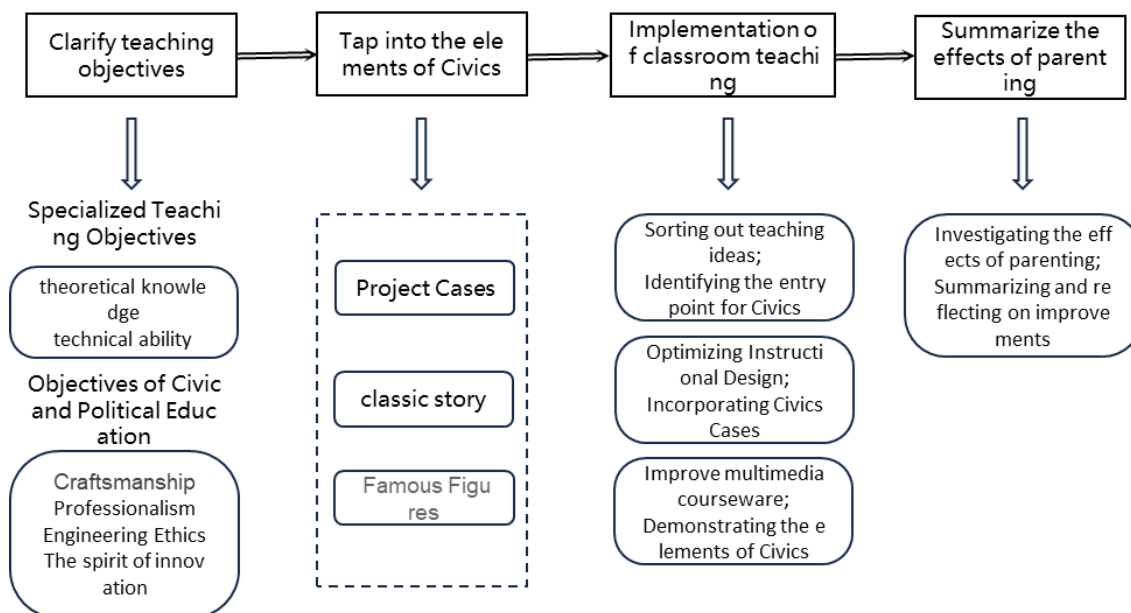 Clarify teaching
objectives
Tap into the ele
ments of Civics
Implementation o
f classroom teachi
ng
Summarize the
effects of parent
ing
Specialized Teachi
ng Objectives
theoretical knowle
dge
technical ability
Objectives of Civic
and Political Educ
ation
Craftsmanship
Professionalism
Engineering Ethics
The spirit of innov
ation
Project Cases
classic story
Famous Figu
res
Sorting out teaching
ideas;
Identifying the entry
point for Civics
Optimizing Instructi
onal Design;
Incorporating Civics
Cases
Improve multimedia
courseware;
Demonstrating the e
lements of Civics
Investigating the eff
ects of parenting;
Summarizing and re
flecting on improve
ments